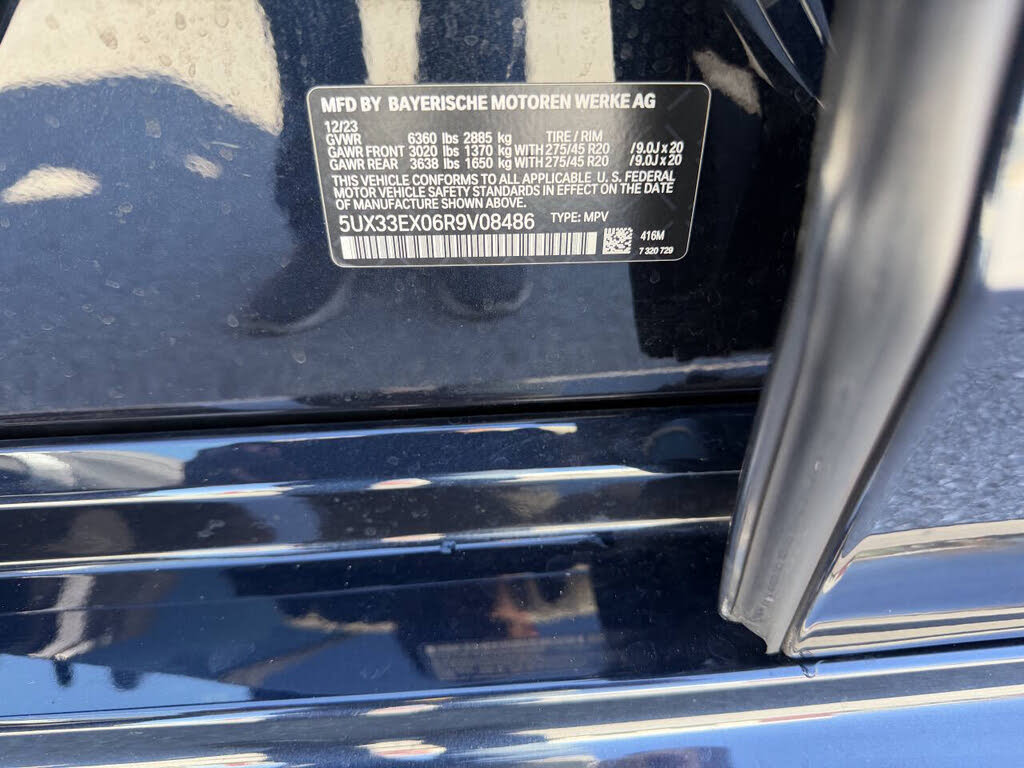 MFD BY BAYERISCHE MOTOREN WERKE AG
12/23
GVWR 6360 lbs 2885 kg TIRE / RIM
GAWR FRONT 3020 lbs 1370 kg WITH 275/45 R20 /9.0J x 20
GAWR REAR 3638 lbs 1650 kg WITH 275/45 R20 /9.0J x 20
THIS VEHICLE CONFORMS TO ALL APPLICABLE U. S. FEDERAL
MOTOR VEHICLE SAFETY STANDARDS IN EFFECT ON THE DATE
OF MANUFACTURE SHOWN ABOVE.
5UX33EX06R9V08486 TYPE: MPV
416M
7 320 729